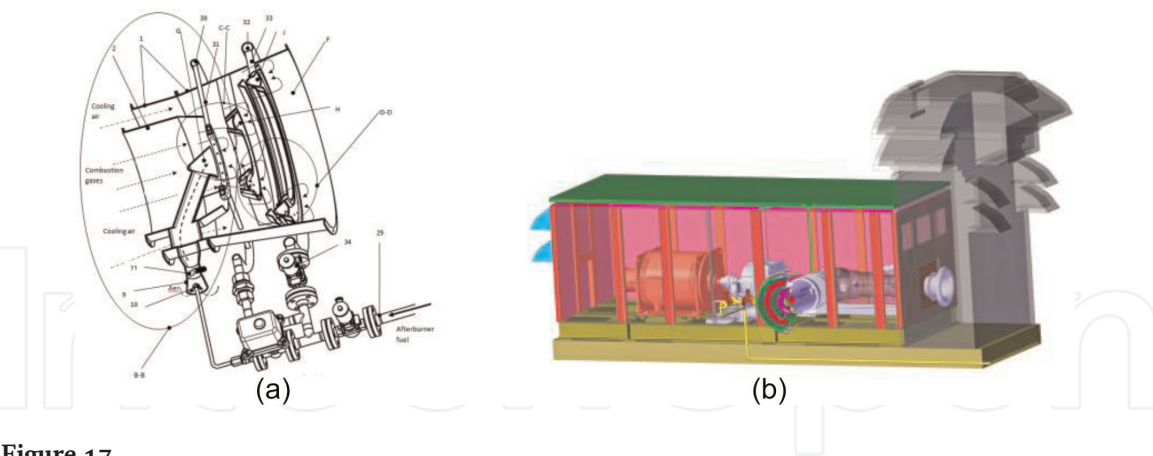 30
C-C
32
33
G
J
1
31
F
2
Cooling
air
H
D-D
Combustion
gases
Cooling air
34
29
11
9
10
Aer
Afterburner
fuel
B-B
(a)
(b)
Figure 17